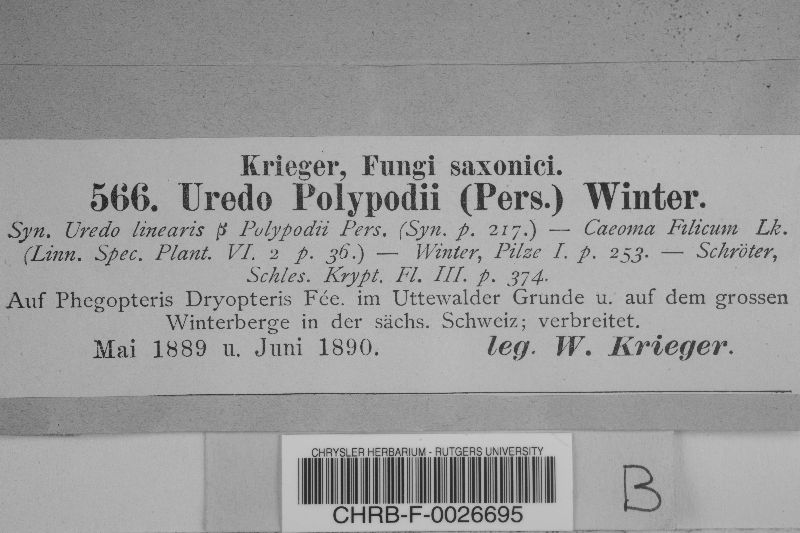 Krieger, Fungi saxonici.
566. Uredo Polypodii (Pers.) Winter.
Syn. Uredo linearis β Polypodii Pers. (Syn. p. 217.) — Caeoma Filicum Lk.
(Linn. Spec. Plant. VI. 2 p. 36.) — Winter, Pilze I. p. 253. — Schröter,
Schles. Krypt. Fl. III. p. 374.
Auf Phegopteris Dryopteris Fée. im Uttewalder Grunde u. auf dem grossen
Winterberge in der sächs. Schweiz; verbreitet.
Mai 1889 u. Juni 1890. leg. W. Krieger.
CHRYSLER HERBARIUM - RUTGERS UNIVERSITY
CHRB-F-0026695
B